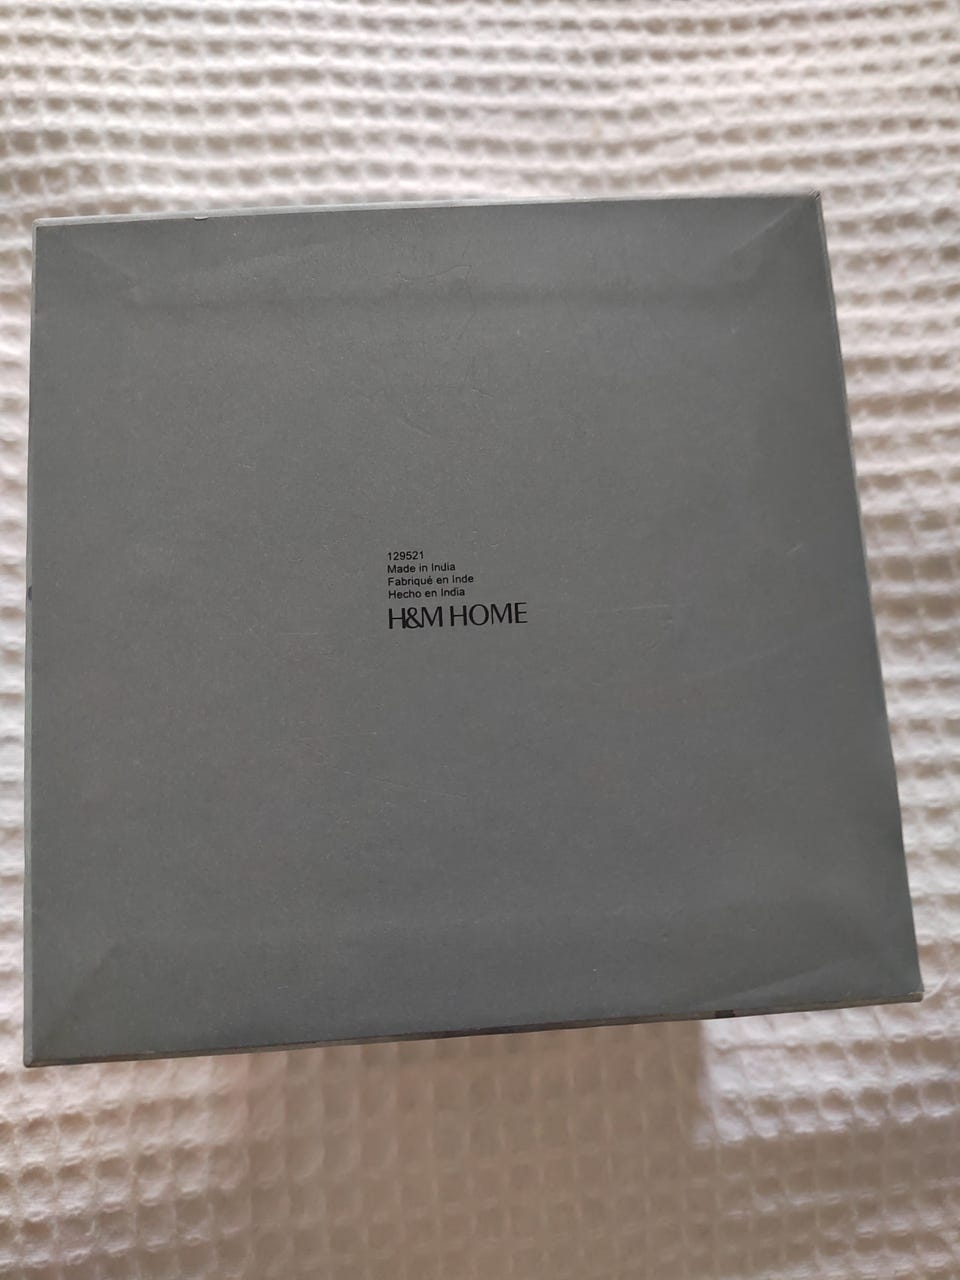 129521
Made in India
Fabriqué en Inde
Hecho en India
H&M HOME